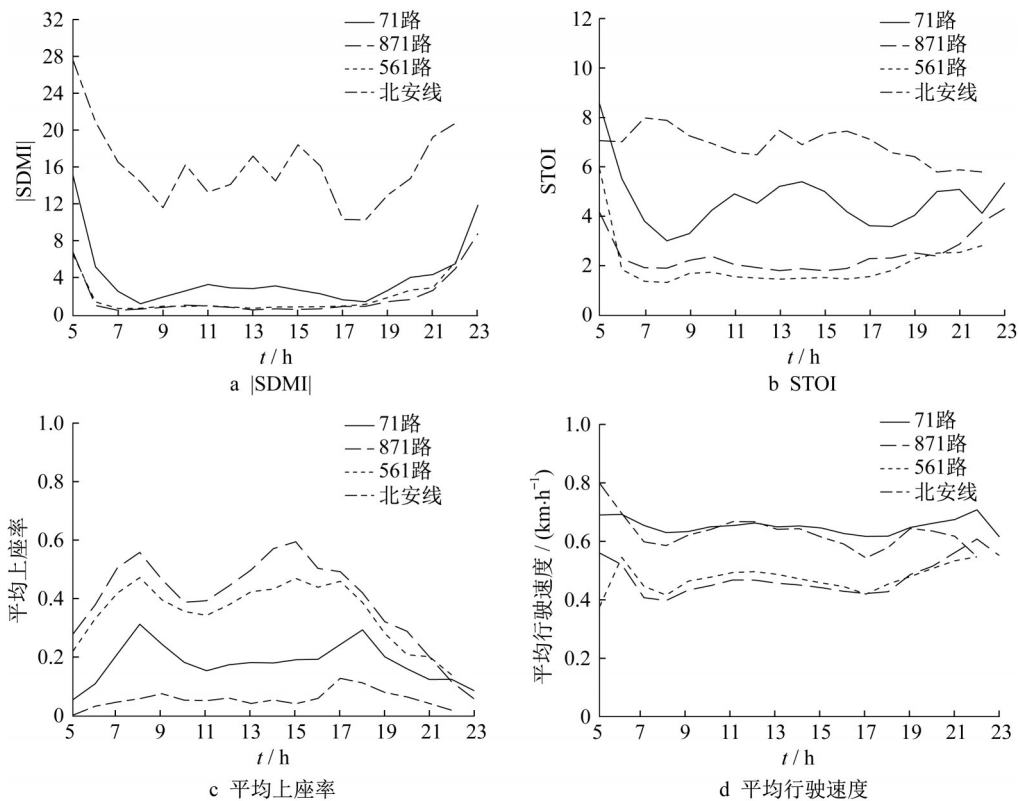 32
28
24
20
16
12
8
4
0
|SDMI|
71路
871路
561路
北安线
5 7 9 11 13 15 17 19 21 23
t / h
a |SDMI|
12
10
8
6
4
2
0
STOI
71路
871路
561路
北安线
5 7 9 11 13 15 17 19 21 23
t / h
b STOI
1.0
0.8
0.6
0.4
0.2
0
平均上座率
71路
871路
561路
北安线
5 7 9 11 13 15 17 19 21 23
t / h
c 平均上座率
1.0
0.8
0.6
0.4
0.2
0
平均行驶速度 / (km·h⁻¹)
71路
871路
561路
北安线
5 7 9 11 13 15 17 19 21 23
t / h
d 平均行驶速度